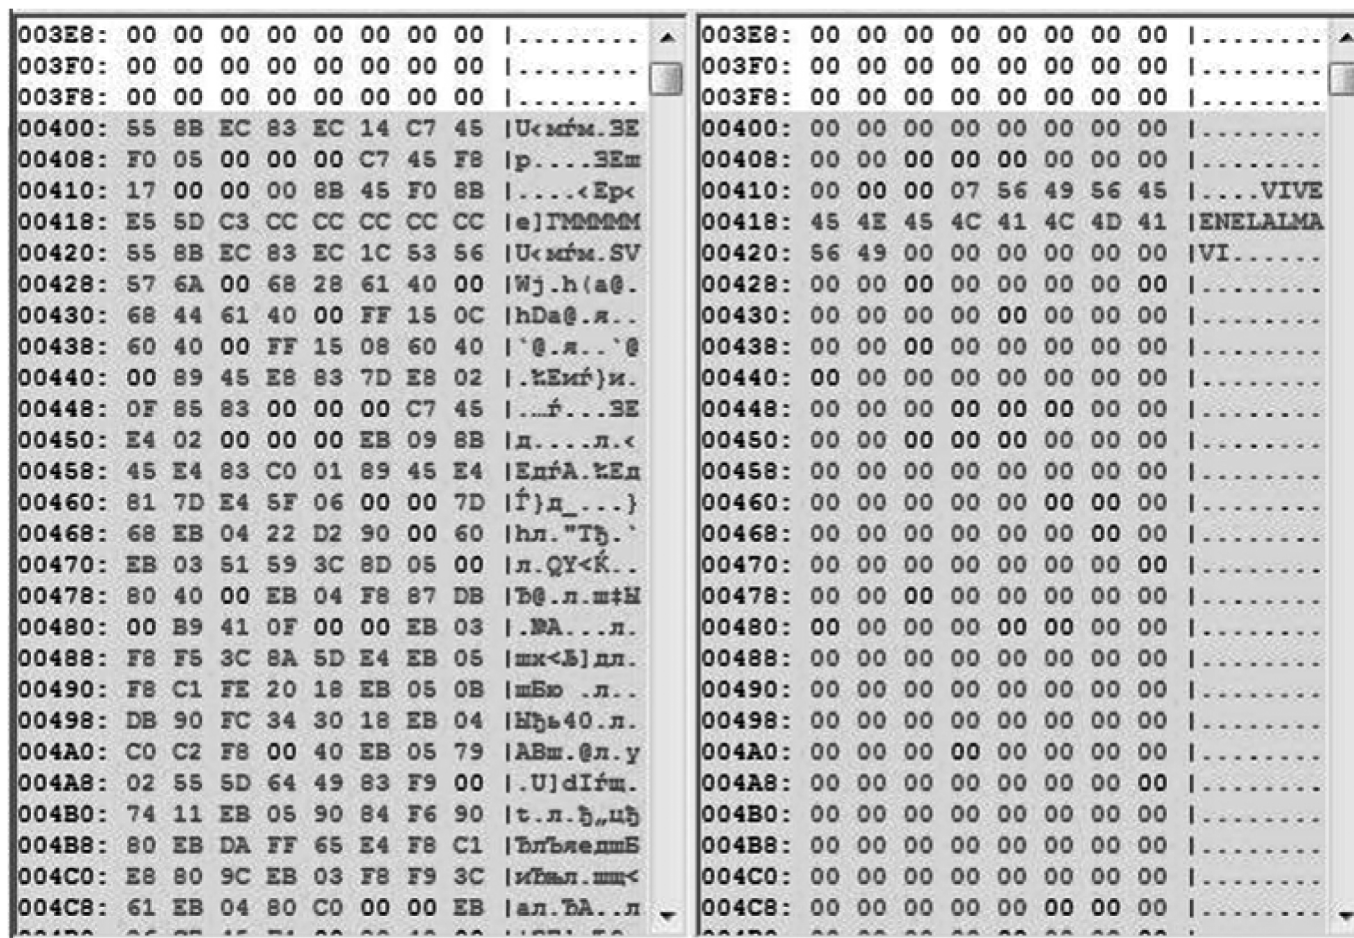 003E8: 00 00 00 00 00 00 00 00 |........
003F0: 00 00 00 00 00 00 00 00 |........
003F8: 00 00 00 00 00 00 00 00 |........
00400: 55 8B EC 83 EC 14 C7 45 |U‹мѓм.ЗЕ
00408: F0 05 00 00 00 C7 45 F8 |р....ЗЕш
00410: 17 00 00 00 8B 45 F0 8B |....‹Ер‹
00418: E5 5D C3 CC CC CC CC CC |е]ГМММММ
00420: 55 8B EC 83 EC 1C 53 56 |U‹мѓм.SV
00428: 57 6A 00 68 28 61 40 00 |Wj.h(a@.
00430: 68 44 61 40 00 FF 15 0C |hDa@.я..
00438: 60 40 00 FF 15 08 60 40 |`@.я..`@
00440: 00 89 45 E8 83 7D E8 02 |.‰Eиѓ}и.
00448: 0F 85 83 00 00 00 C7 45 |.…ѓ...ЗЕ
00450: E4 02 00 00 00 EB 09 8B |д....л.‹
00458: 45 E4 83 C0 01 89 45 E4 |EдѓА.‰Eд
00460: 81 7D E4 5F 06 00 00 7D |Ѓ}д_...}
00468: 68 EB 04 22 D2 90 00 60 |hл."Тђ.`
00470: EB 03 51 59 3C 8D 05 00 |л.QY<Ќ..
00478: 80 40 00 EB 04 F8 87 DB |Ђ@.л.ш‡Ы
00480: 00 B9 41 0F 00 00 EB 03 |.№A...л.
00488: F8 F5 3C 8A 5D E4 EB 05 |шх<Љ]дл.
00490: F8 C1 FE 20 18 EB 05 0B |шБю .л..
00498: DB 90 FC 34 30 18 EB 04 |Ыђь40.л.
004A0: C0 C2 F8 00 40 EB 05 79 |АВш.@л.y
004A8: 02 55 5D 64 49 83 F9 00 |.U]dIѓщ.
004B0: 74 11 EB 05 90 84 F6 90 |t.л.ђ„цђ
004B8: 80 EB DA FF 65 E4 F8 C1 |ЂлЪяeдшБ
004C0: E8 80 9C EB 03 F8 F9 3C |иЂњл.шщ<
004C8: 61 EB 04 80 C0 00 00 EB |aл.ЂА..л
003E8: 00 00 00 00 00 00 00 00 |........
003F0: 00 00 00 00 00 00 00 00 |........
003F8: 00 00 00 00 00 00 00 00 |........
00400: 00 00 00 00 00 00 00 00 |........
00408: 00 00 00 00 00 00 00 00 |........
00410: 00 00 00 07 56 49 56 45 |....VIVE
00418: 45 4E 45 4C 41 4C 4D 41 |ENELALMA
00420: 56 49 00 00 00 00 00 00 |VI......
00428: 00 00 00 00 00 00 00 00 |........
00430: 00 00 00 00 00 00 00 00 |........
00438: 00 00 00 00 00 00 00 00 |........
00440: 00 00 00 00 00 00 00 00 |........
00448: 00 00 00 00 00 00 00 00 |........
00450: 00 00 00 00 00 00 00 00 |........
00458: 00 00 00 00 00 00 00 00 |........
00460: 00 00 00 00 00 00 00 00 |........
00468: 00 00 00 00 00 00 00 00 |........
00470: 00 00 00 00 00 00 00 00 |........
00478: 00 00 00 00 00 00 00 00 |........
00480: 00 00 00 00 00 00 00 00 |........
00488: 00 00 00 00 00 00 00 00 |........
00490: 00 00 00 00 00 00 00 00 |........
00498: 00 00 00 00 00 00 00 00 |........
004A0: 00 00 00 00 00 00 00 00 |........
004A8: 00 00 00 00 00 00 00 00 |........
004B0: 00 00 00 00 00 00 00 00 |........
004B8: 00 00 00 00 00 00 00 00 |........
004C0: 00 00 00 00 00 00 00 00 |........
004C8: 00 00 00 00 00 00 00 00 |........